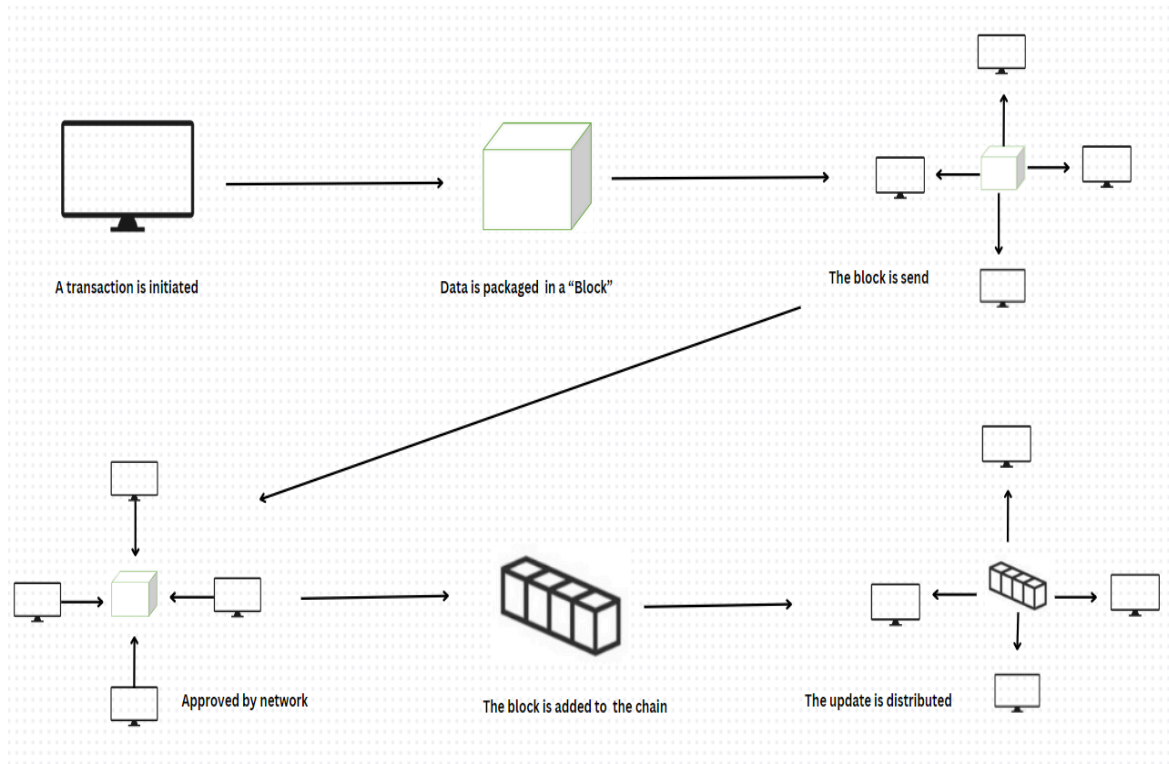 A transaction is initiated
Data is packaged in a “Block”
The block is send
Approved by network
The block is added to the chain
The update is distributed